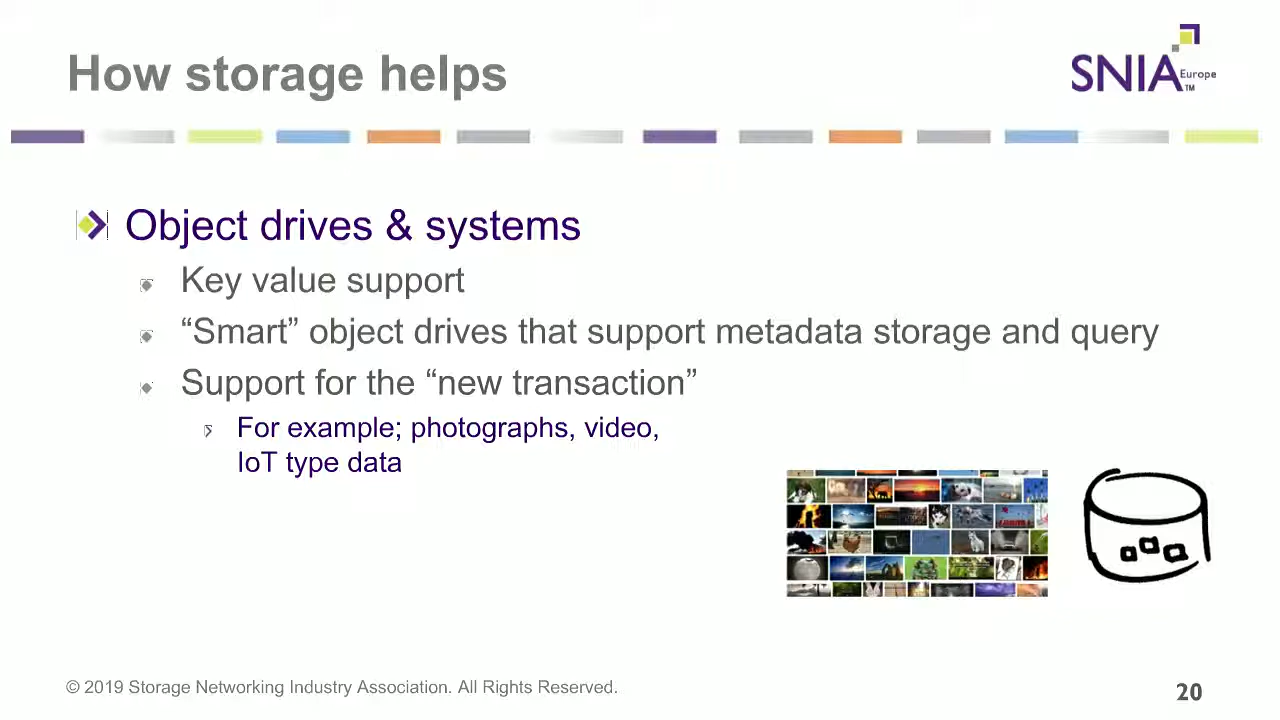 How storage helps
SNIA Europe
TM
Object drives & systems
Key value support
“Smart” object drives that support metadata storage and query
Support for the “new transaction”
For example; photographs, video,
IoT type data
© 2019 Storage Networking Industry Association. All Rights Reserved.
20